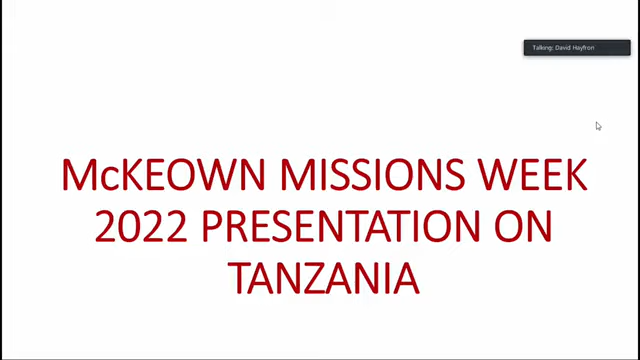 Talking: David Hayfron
McKEOWN MISSIONS WEEK
2022 PRESENTATION ON
TANZANIA